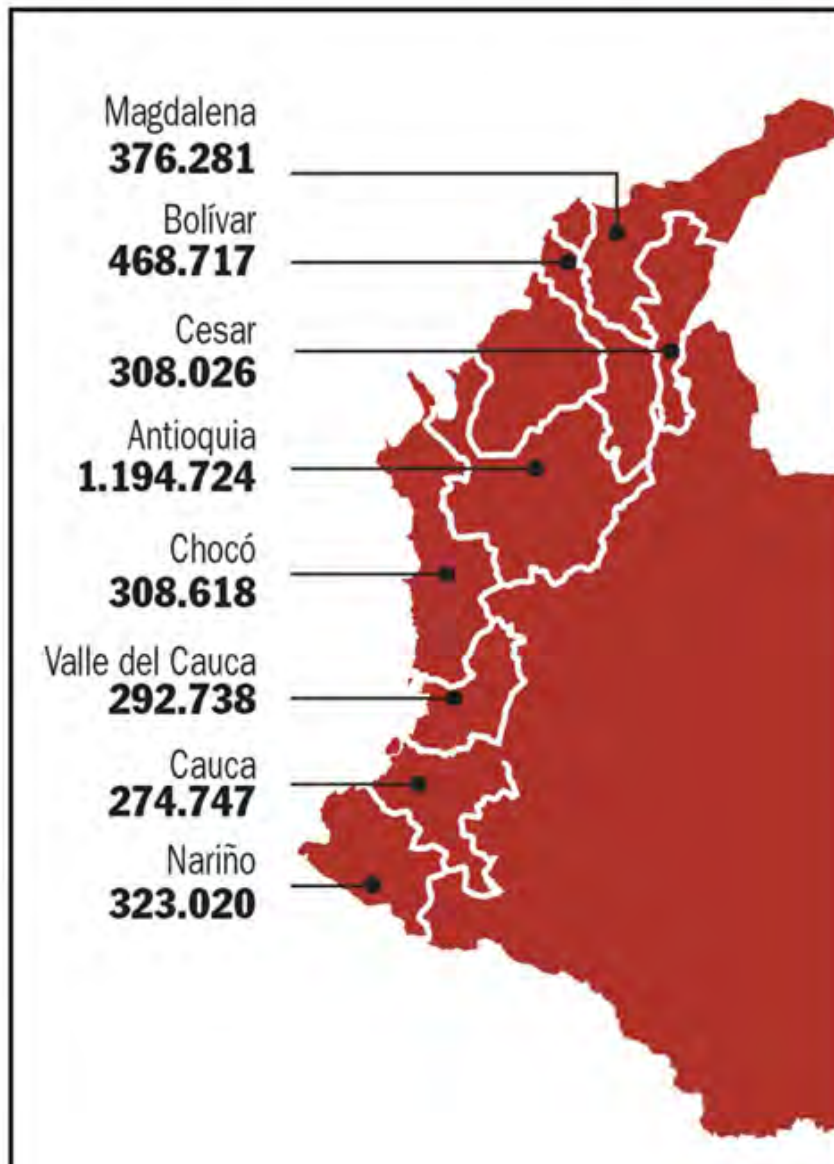 Magdalena
376.281
Bolívar
468.717
Cesar
308.026
Antioquia
1.194.724
Chocó
308.618
Valle del Cauca
292.738
Cauca
274.747
Nariño
323.020